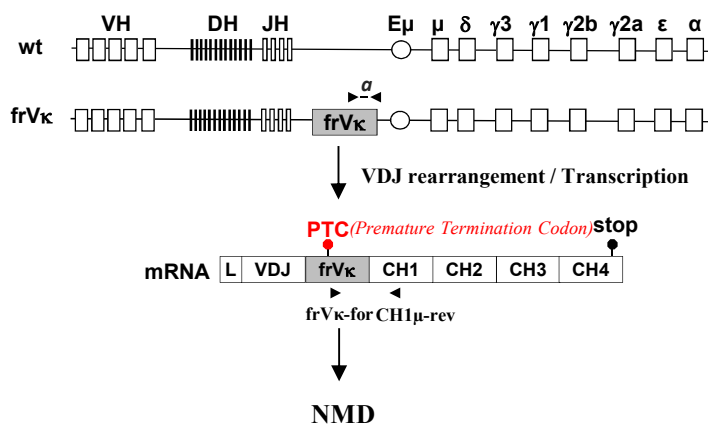 VH DH JH Eμ μ δ γ3 γ1 γ2b γ2a ε α
wt
a
frVκ frVκ
VDJ rearrangement / Transcription
PTC (Premature Termination Codon) stop
mRNA L VDJ frVκ CH1 CH2 CH3 CH4
frVκ-for CH1μ-rev
NMD